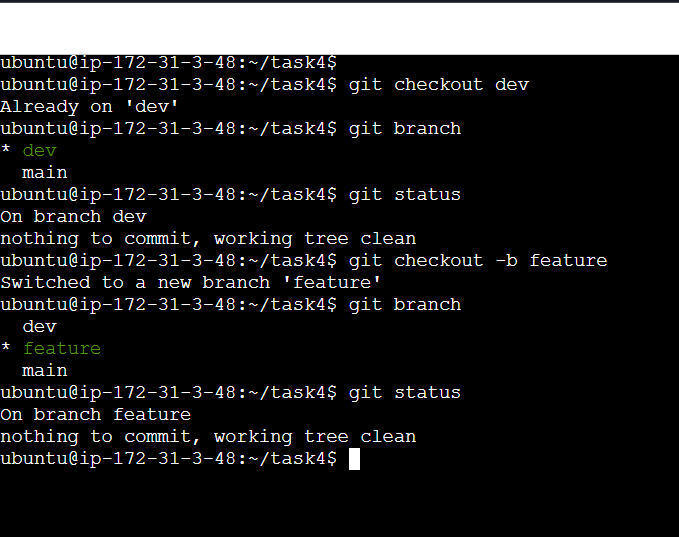 ubuntu@ip-172-31-3-48:~/task4$
ubuntu@ip-172-31-3-48:~/task4$ git checkout dev
Already on 'dev'
ubuntu@ip-172-31-3-48:~/task4$ git branch
* dev
  main
ubuntu@ip-172-31-3-48:~/task4$ git status
On branch dev
nothing to commit, working tree clean
ubuntu@ip-172-31-3-48:~/task4$ git checkout -b feature
Switched to a new branch 'feature'
ubuntu@ip-172-31-3-48:~/task4$ git branch
  dev
* feature
  main
ubuntu@ip-172-31-3-48:~/task4$ git status
On branch feature
nothing to commit, working tree clean
ubuntu@ip-172-31-3-48:~/task4$